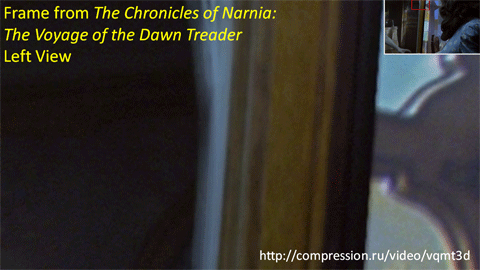 Frame from The Chronicles of Narnia:
The Voyage of the Dawn Treader
Left View
http://compression.ru/video/vqmt3d